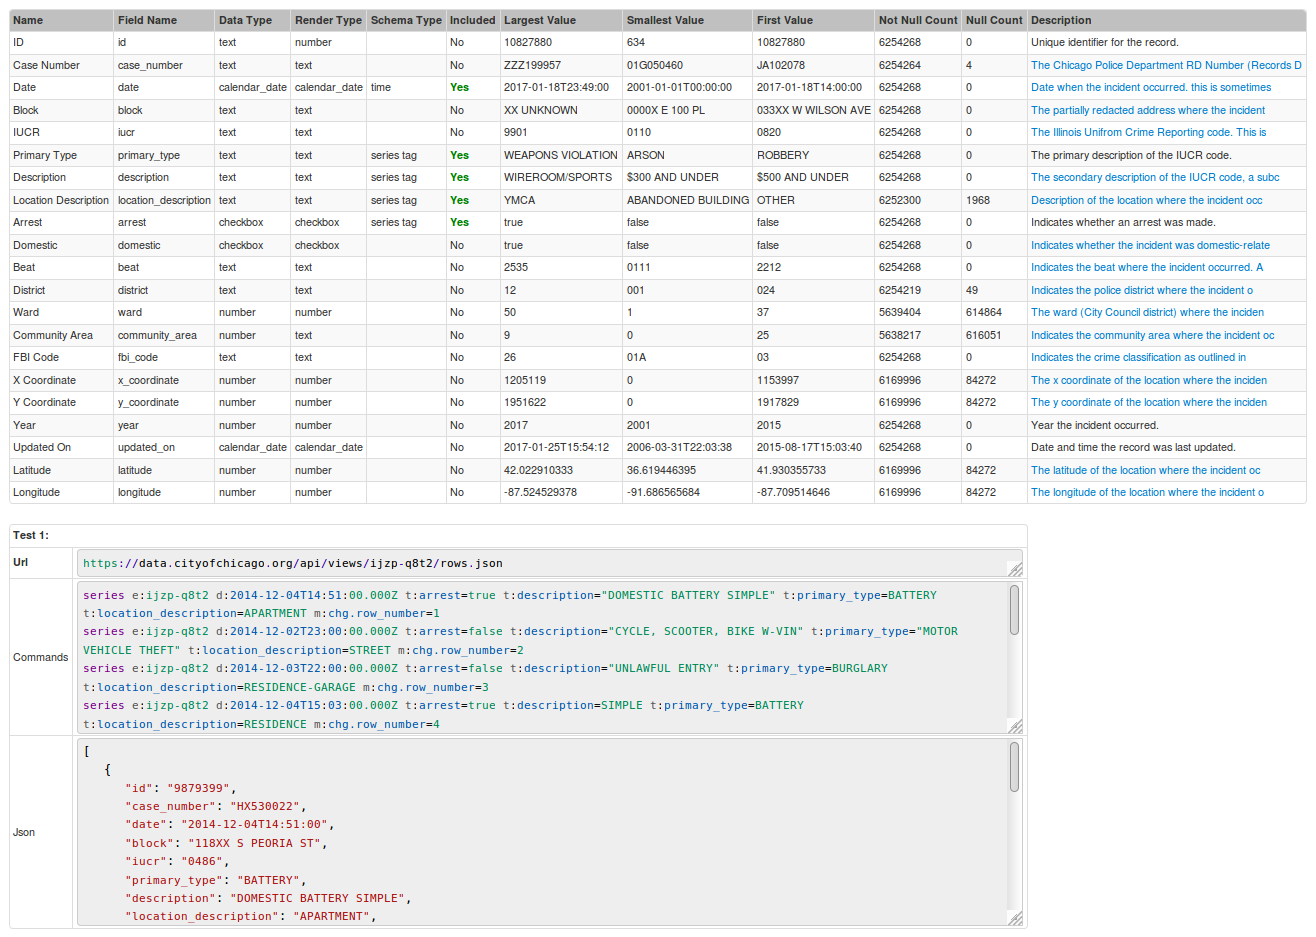 Name Field Name Data Type Render Type Schema Type Included Largest Value Smallest Value First Value Not Null Count Null Count Description
ID id text number No 10827880 634 10827880 6254268 0 Unique identifier for the record.
Case Number case_number text text No ZZZ199957 01G050460 JA102078 6254264 4 The Chicago Police Department RD Number (Records D
Date date calendar_date calendar_date time Yes 2017-01-18T23:49:00 2001-01-01T00:00:00 2017-01-18T14:00:00 6254268 0 Date when the incident occurred. this is sometimes
Block block text text No XX UNKNOWN 0000X E 100 PL 033XX W WILSON AVE 6254268 0 The partially redacted address where the incident
IUCR iucr text text No 9901 0110 0820 6254268 0 The Illinois Unifrom Crime Reporting code. This is
Primary Type primary_type text text series tag Yes WEAPONS VIOLATION ARSON ROBBERY 6254268 0 The primary description of the IUCR code.
Description description text text series tag Yes WIREROOM/SPORTS $300 AND UNDER $500 AND UNDER 6254268 0 The secondary description of the IUCR code, a subc
Location Description location_description text text series tag Yes YMCA ABANDONED BUILDING OTHER 6252300 1968 Description of the location where the incident occ
Arrest arrest checkbox checkbox series tag Yes true false false 6254268 0 Indicates whether an arrest was made.
Domestic domestic checkbox checkbox No true false false 6254268 0 Indicates whether the incident was domestic-relate
Beat beat text text No 2535 0111 2212 6254268 0 Indicates the beat where the incident occurred. A
District district text text No 12 001 024 6254219 49 Indicates the police district where the incident o
Ward ward number number No 50 1 37 5639404 614864 The ward (City Council district) where the inciden
Community Area community_area number text No 9 0 25 5638217 616051 Indicates the community area where the incident oc
FBI Code fbi_code text text No 26 01A 03 6254268 0 Indicates the crime classification as outlined in
X Coordinate x_coordinate number number No 1205119 0 1153997 6169996 84272 The x coordinate of the location where the inciden
Y Coordinate y_coordinate number number No 1951622 0 1917829 6169996 84272 The y coordinate of the location where the inciden
Year year number number No 2017 2001 2015 6254268 0 Year the incident occurred.
Updated On updated_on calendar_date calendar_date No 2017-01-25T15:54:12 2006-03-31T22:03:38 2015-08-17T15:03:40 6254268 0 Date and time the record was last updated.
Latitude latitude number number No 42.022910333 36.619446395 41.930355733 6169996 84272 The latitude of the location where the incident oc
Longitude longitude number number No -87.524529378 -91.686565684 -87.709514646 6169996 84272 The longitude of the location where the incident o
Test 1:
Url https://data.cityofchicago.org/api/views/ijzp-q8t2/rows.json
Commands
series e:ijzp-q8t2 d:2014-12-04T14:51:00.000Z t:arrest=true t:description="DOMESTIC BATTERY SIMPLE" t:primary_type=BATTERY
t:location_description=APARTMENT m:chg.row_number=1
series e:ijzp-q8t2 d:2014-12-02T23:00:00.000Z t:arrest=false t:description="CYCLE, SCOOTER, BIKE W-VIN" t:primary_type="MOTOR
VEHICLE THEFT" t:location_description=STREET m:chg.row_number=2
series e:ijzp-q8t2 d:2014-12-03T22:00:00.000Z t:arrest=false t:description="UNLAWFUL ENTRY" t:primary_type=BURGLARY
t:location_description=RESIDENCE-GARAGE m:chg.row_number=3
series e:ijzp-q8t2 d:2014-12-04T15:03:00.000Z t:arrest=true t:description=SIMPLE t:primary_type=BATTERY
t:location_description=RESIDENCE m:chg.row_number=4
Json
[
{
"id": "9879399",
"case_number": "HX530022",
"date": "2014-12-04T14:51:00",
"block": "118XX S PEORIA ST",
"iucr": "0486",
"primary_type": "BATTERY",
"description": "DOMESTIC BATTERY SIMPLE",
"location_description": "APARTMENT",